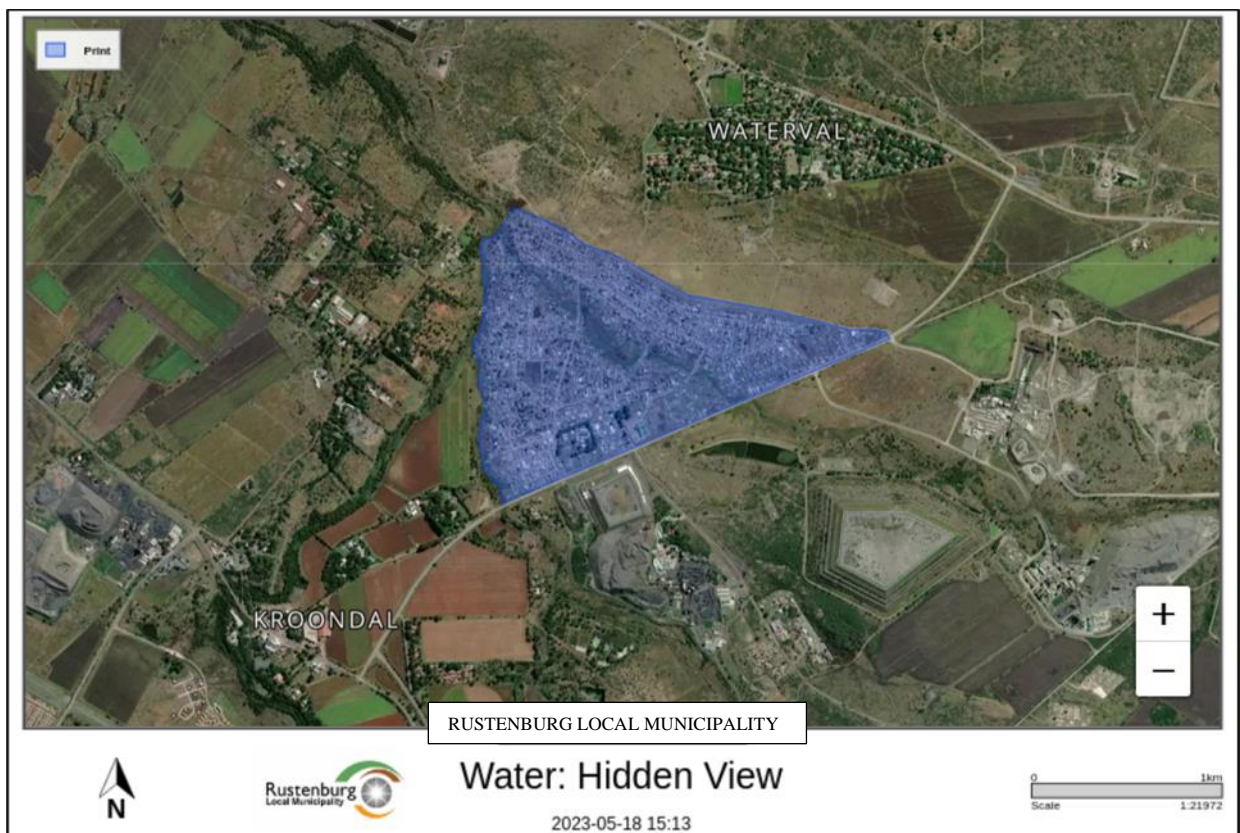 Print
WATERVAL
KROONDAL
+
−
RUSTENBURG LOCAL MUNICIPALITY
N
Rustenburg
Local Municipality
Water: Hidden View
2023-05-18 15:13
0 1km
Scale 1:21972